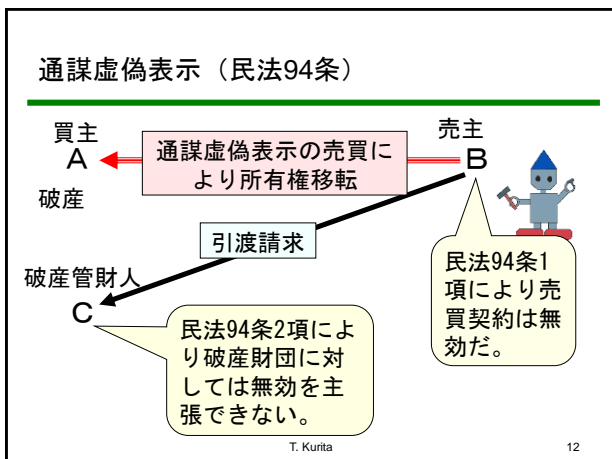 通謀虚偽表示（民法94条）
買主
A
破産
通謀虚偽表示の売買に
より所有権移転
売主
B
引渡請求
民法94条1
項により売
買契約は無
効だ。
破産管財人
C
民法94条2項によ
り破産財団に対
しては無効を主
張できない。
T. Kurita
12